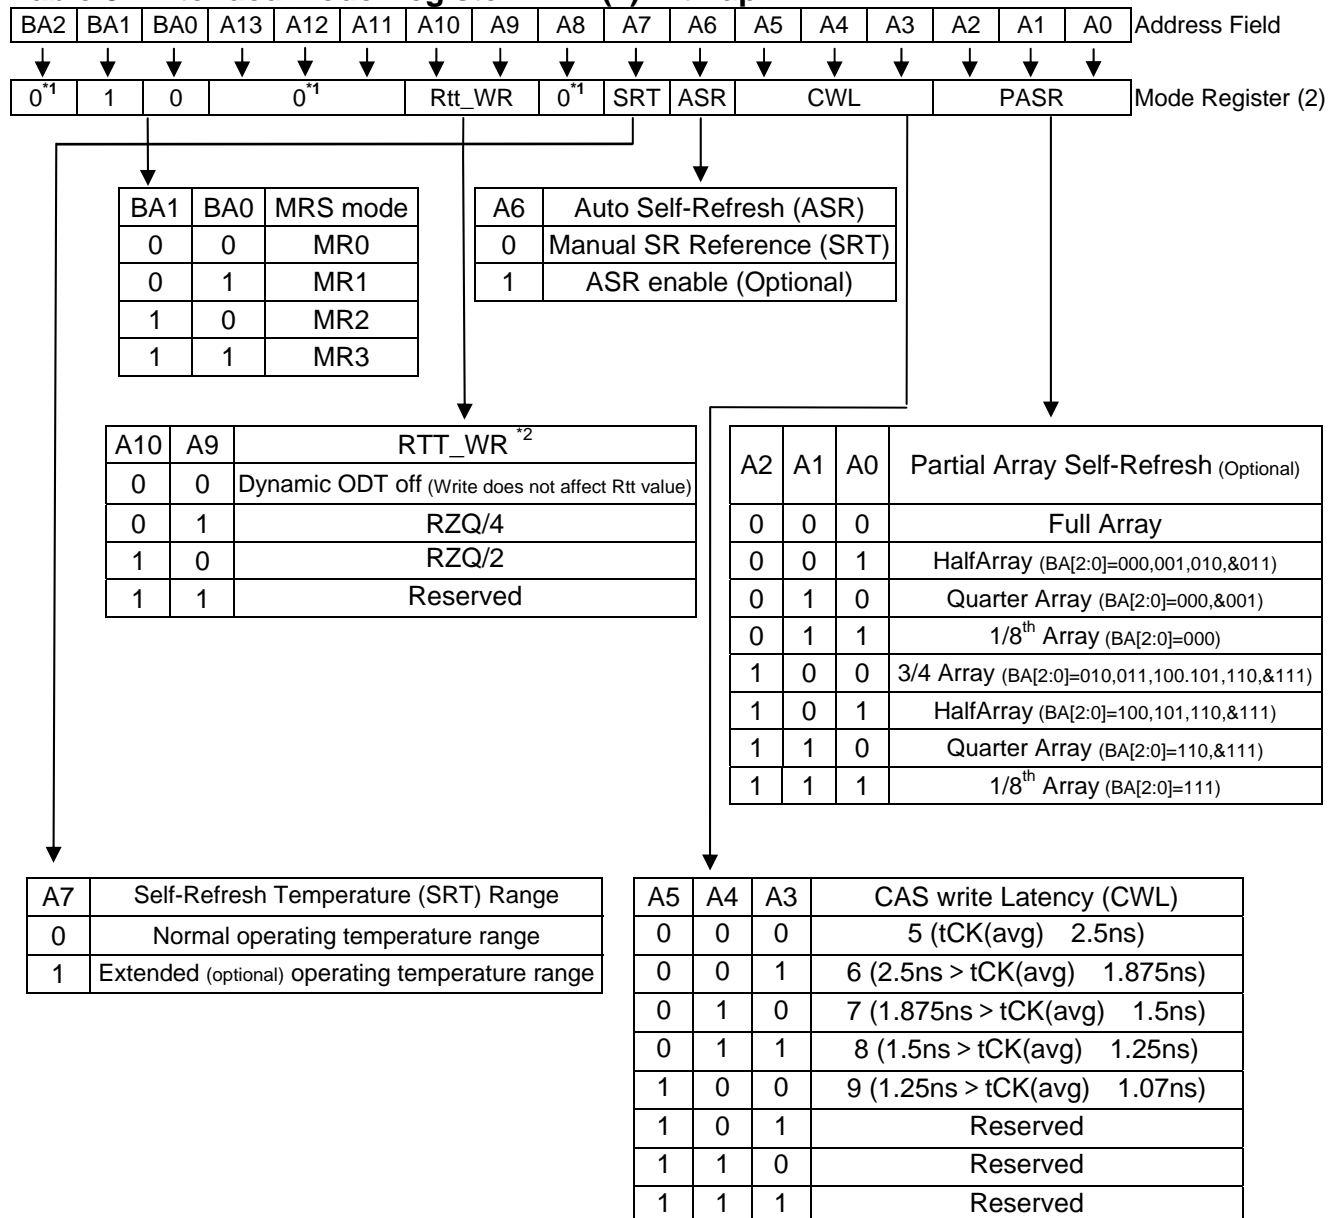 BA2 BA1 BA0 A13 A12 A11 A10 A9 A8 A7 A6 A5 A4 A3 A2 A1 A0 Address Field
0*1 1 0 0*1 Rtt_WR 0*1 SRT ASR CWL PASR Mode Register (2)
BA1 BA0 MRS mode
0 0 MR0
0 1 MR1
1 0 MR2
1 1 MR3
A6 Auto Self-Refresh (ASR)
0 Manual SR Reference (SRT)
1 ASR enable (Optional)
A10 A9 RTT_WR *2
0 0 Dynamic ODT off (Write does not affect Rtt value)
0 1 RZQ/4
1 0 RZQ/2
1 1 Reserved
A2 A1 A0 Partial Array Self-Refresh (Optional)
0 0 0 Full Array
0 0 1 HalfArray (BA[2:0]=000,001,010,&011)
0 1 0 Quarter Array (BA[2:0]=000,&001)
0 1 1 1/8th Array (BA[2:0]=000)
1 0 0 3/4 Array (BA[2:0]=010,011,100.101,110,&111)
1 0 1 HalfArray (BA[2:0]=100,101,110,&111)
1 1 0 Quarter Array (BA[2:0]=110,&111)
1 1 1 1/8th Array (BA[2:0]=111)
A7 Self-Refresh Temperature (SRT) Range
0 Normal operating temperature range
1 Extended (optional) operating temperature range
A5 A4 A3 CAS write Latency (CWL)
0 0 0 5 (tCK(avg) 2.5ns)
0 0 1 6 (2.5ns > tCK(avg) 1.875ns)
0 1 0 7 (1.875ns > tCK(avg) 1.5ns)
0 1 1 8 (1.5ns > tCK(avg) 1.25ns)
1 0 0 9 (1.25ns > tCK(avg) 1.07ns)
1 0 1 Reserved
1 1 0 Reserved
1 1 1 Reserved